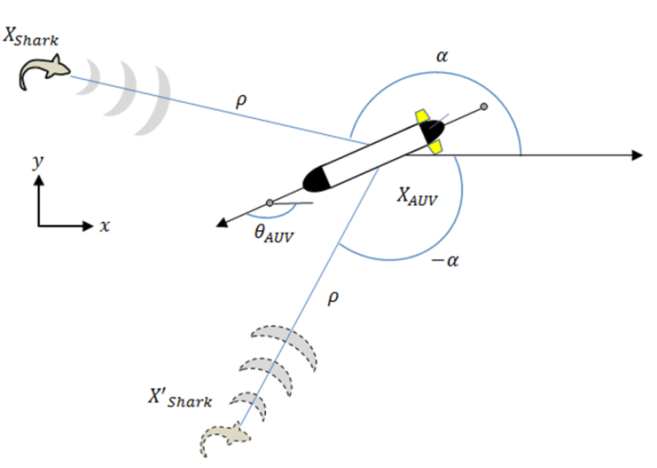 X_Shark
α
ρ
y
x
X_AUV
θ_AUV
−α
ρ
X'_Shark